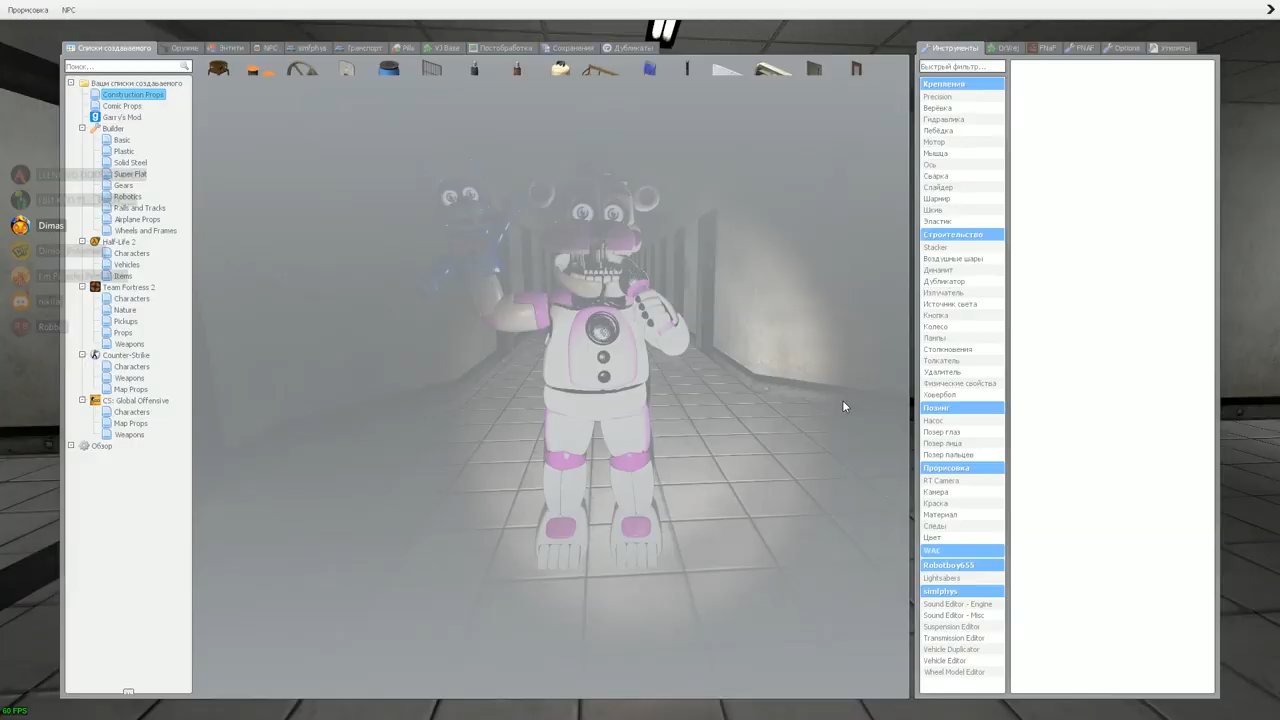 Прорисовка NPC
Списки создаваемого Оружие Энтити NPC simfphys Транспорт Pills VJ Base Постобработка Сохранения Дубликаты
Инструменты DrVrej FNaF FNAF Options Утилиты
Поиск...
Быстрый фильтр...
Ваши списки создаваемого
Construction Props
Comic Props
Garry's Mod
Builder
Basic
Plastic
Solid Steel
Super Flat
Gears
Robotics
Rails and Tracks
Airplane Props
Wheels and Frames
Half-Life 2
Characters
Vehicles
Items
Team Fortress 2
Characters
Nature
Pickups
Props
Weapons
Counter-Strike
Characters
Weapons
Map Props
CS: Global Offensive
Characters
Map Props
Weapons
Обзор
Dimas
nikita
Крепления
Precision
Верёвка
Гидравлика
Лебёдка
Мотор
Мышца
Ось
Сварка
Слайдер
Шарнир
Шкив
Эластик
Строительство
Stacker
Воздушные шары
Динамит
Дубликатор
Излучатель
Источник света
Кнопка
Колесо
Лампы
Столкновения
Толкатель
Удалитель
Физические свойства
Ховербол
Позинг
Насос
Позер глаз
Позер лица
Позер пальцев
Прорисовка
RT Camera
Камера
Краска
Материал
Следы
Цвет
WAC
Robotboy655
Lightsabers
simfphys
Sound Editor - Engine
Sound Editor - Misc
Suspension Editor
Transmission Editor
Vehicle Duplicator
Vehicle Editor
Wheel Model Editor
60 FPS